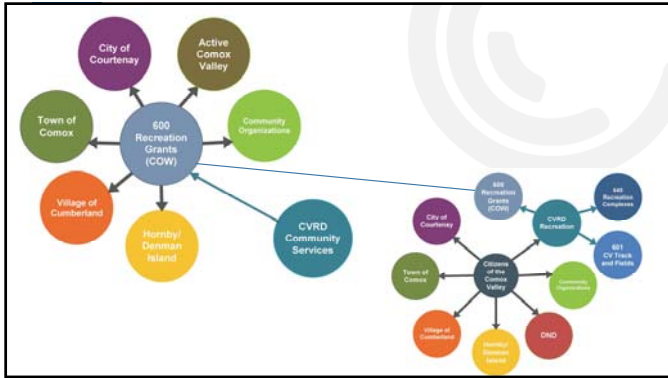 City of
Courtenay
Active
Comox
Valley
Town of
Comox
600
Recreation
Grants
(COW)
Community
Organizations
Village of
Cumberland
Hornby/
Denman
Island
CVRD
Community
Services
600
Recreation
Grants
(COW)
645
Recreation
Complexes
City of
Courtenay
CVRD
Recreation
601
CV Track
and Fields
Town of
Comox
Citizens
of the
Comox
Valley
Community
Organizations
Village of
Cumberland
Hornby/
Denman
Island
DND